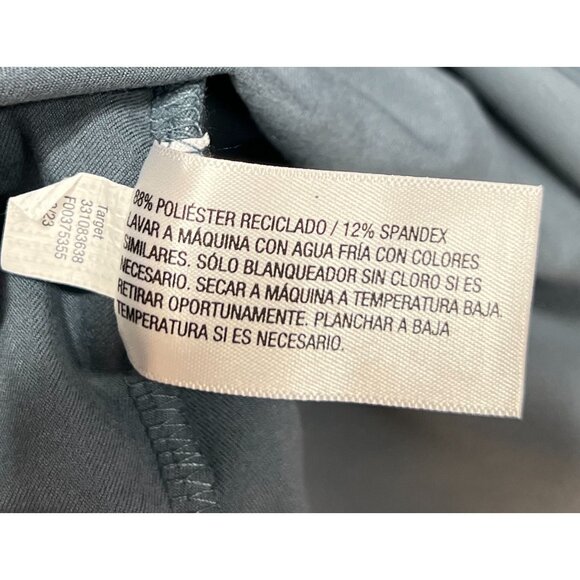 88% POLIÉSTER RECICLADO / 12% SPANDEX
LAVAR A MÁQUINA CON AGUA FRÍA CON COLORES
SIMILARES. SÓLO BLANQUEADOR SIN CLORO SI ES
NECESARIO. SECAR A MÁQUINA A TEMPERATURA BAJA.
RETIRAR OPORTUNAMENTE. PLANCHAR A BAJA
TEMPERATURA SI ES NECESARIO.
Target
331083638
F00375355